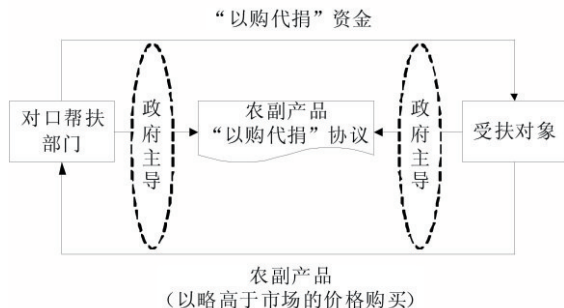 “以购代捐”资金
对口帮扶
部门
政府主导
农副产品
“以购代捐”协议
政府主导
受扶对象
农副产品
（以略高于市场的价格购买）